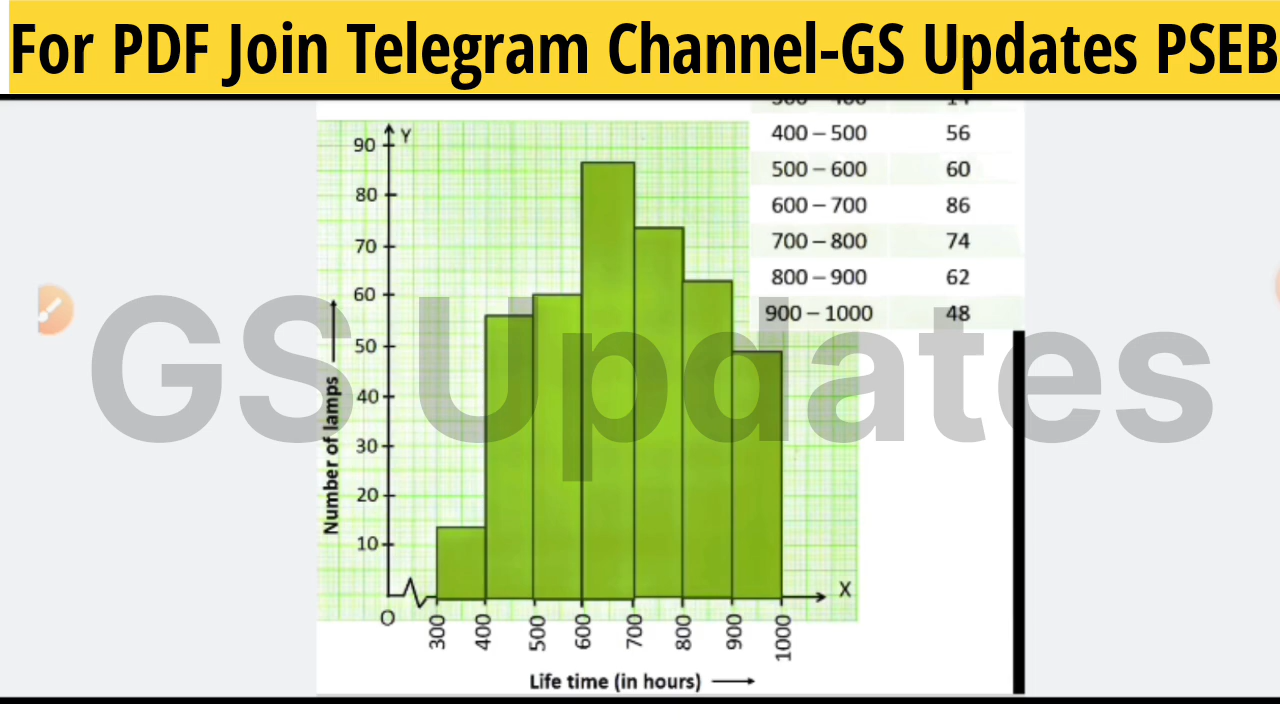 For PDF Join Telegram Channel-GS Updates PSEB
400 – 500 56
500 – 600 60
600 – 700 86
700 – 800 74
800 – 900 62
900 – 1000 48
Y
90
80
70
60
50
40
30
20
10
Number of lamps
O
X
300 400 500 600 700 800 900 1000
Life time (in hours)
GS Updates